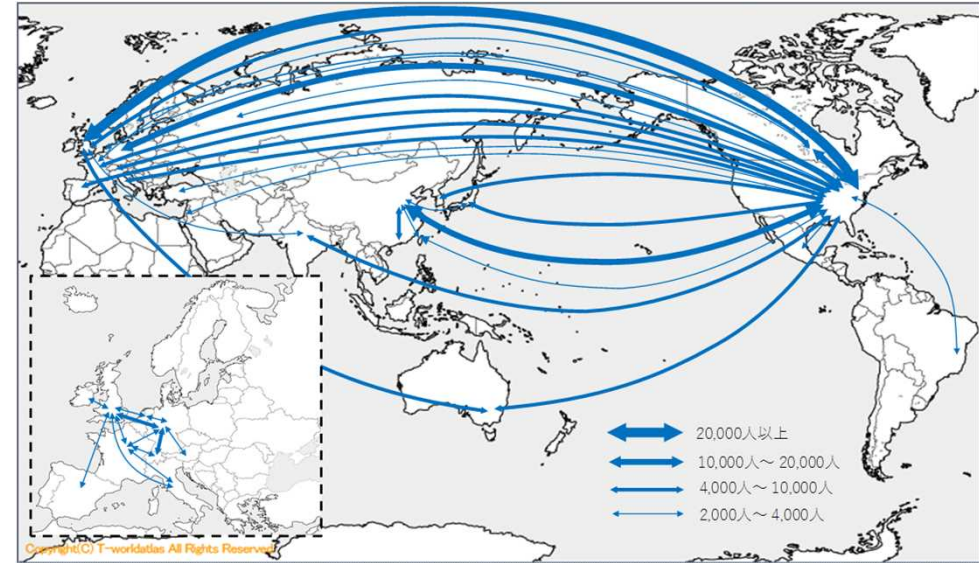 20,000人以上
10,000人～20,000人
4,000人～10,000人
2,000人～4,000人
Copyright(C) T-worldatlas All Rights Reserved